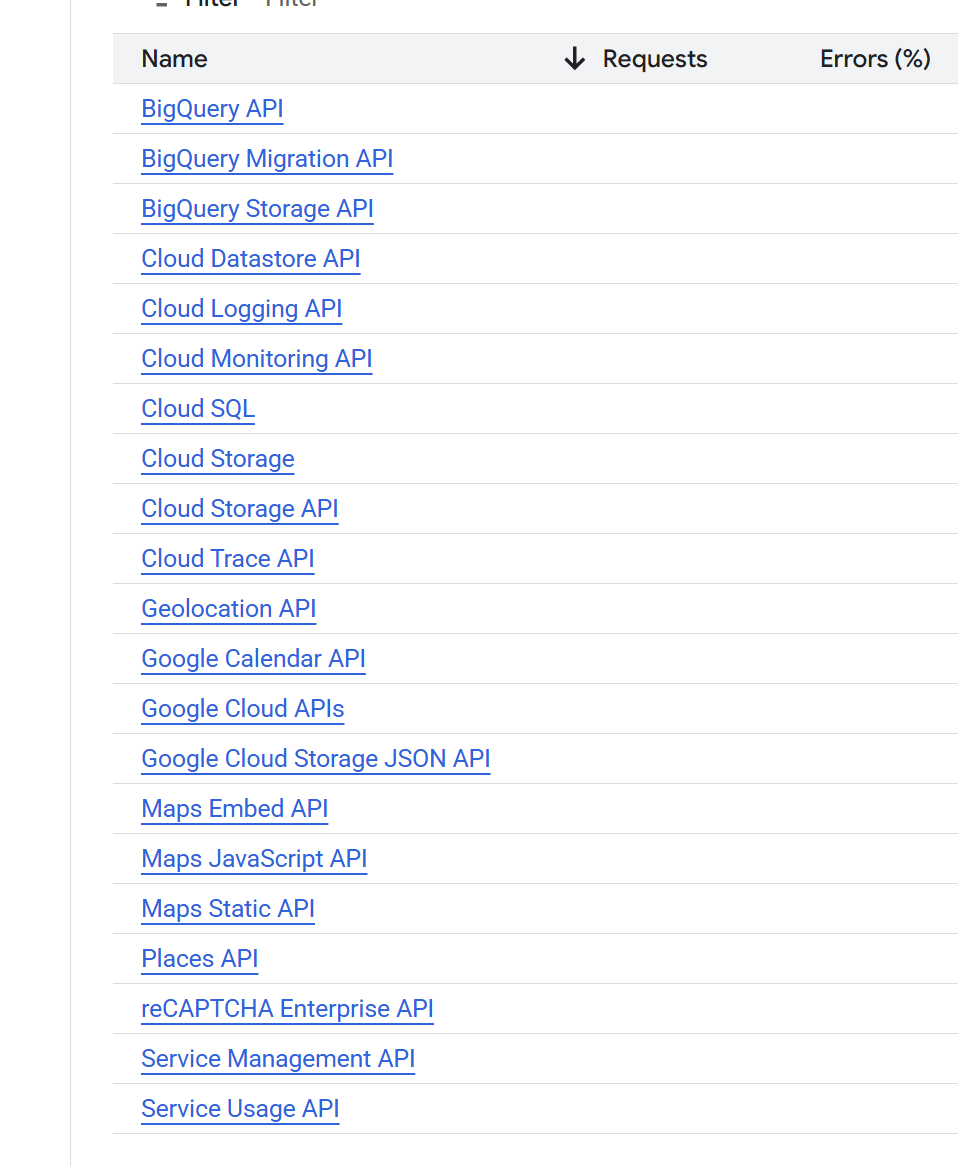 Filter Filter
Name Requests Errors (%)
BigQuery API
BigQuery Migration API
BigQuery Storage API
Cloud Datastore API
Cloud Logging API
Cloud Monitoring API
Cloud SQL
Cloud Storage
Cloud Storage API
Cloud Trace API
Geolocation API
Google Calendar API
Google Cloud APIs
Google Cloud Storage JSON API
Maps Embed API
Maps JavaScript API
Maps Static API
Places API
reCAPTCHA Enterprise API
Service Management API
Service Usage API